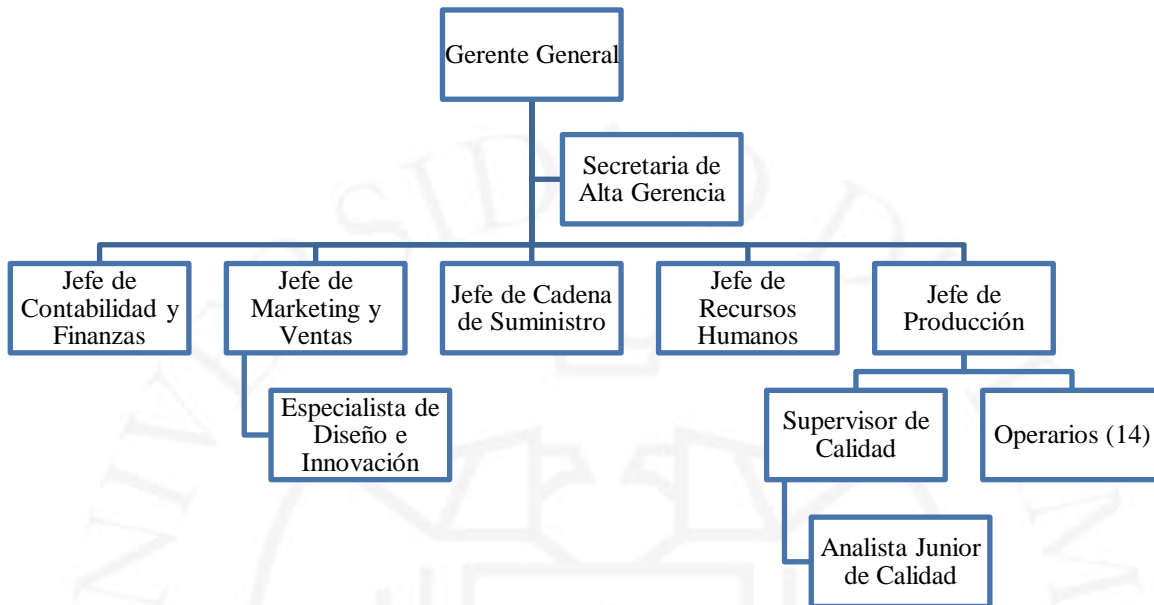 Gerente General
Secretaria de
Alta Gerencia
Jefe de
Contabilidad y
Finanzas
Jefe de
Marketing y
Ventas
Jefe de Cadena
de Suministro
Jefe de
Recursos
Humanos
Jefe de
Producción
Especialista de
Diseño e
Innovación
Supervisor de
Calidad
Operarios (14)
Analista Junior
de Calidad